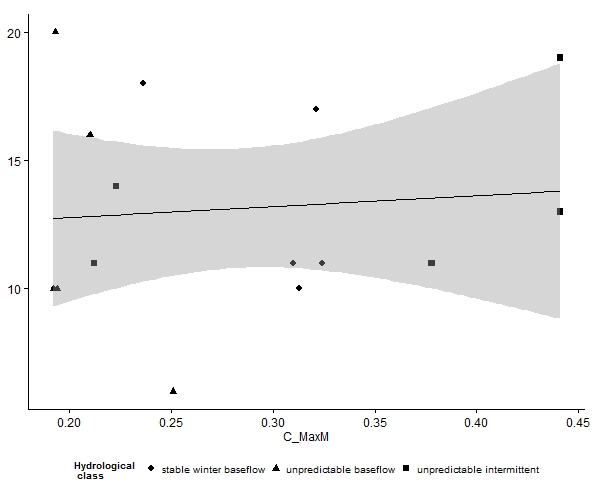 20
15
10
0.20 0.25 0.30 0.35 0.40 0.45
C_MaxM
Hydrological
class
stable winter baseflow unpredictable baseflow unpredictable intermittent